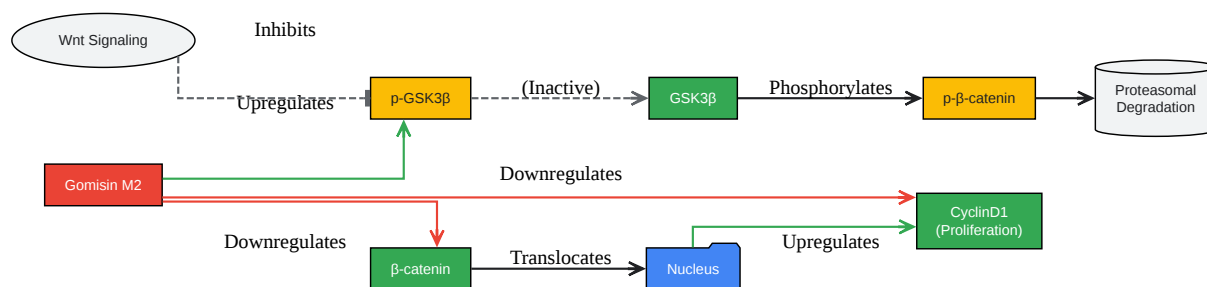 Inhibits
Wnt Signaling
Upregulates
p-GSK3β
(Inactive)
GSK3β
Phosphorylates
p-β-catenin
Proteasomal
Degradation
Gomisin M2
Downregulates
CyclinD1
(Proliferation)
Downregulates
β-catenin
Translocates
Nucleus
Upregulates